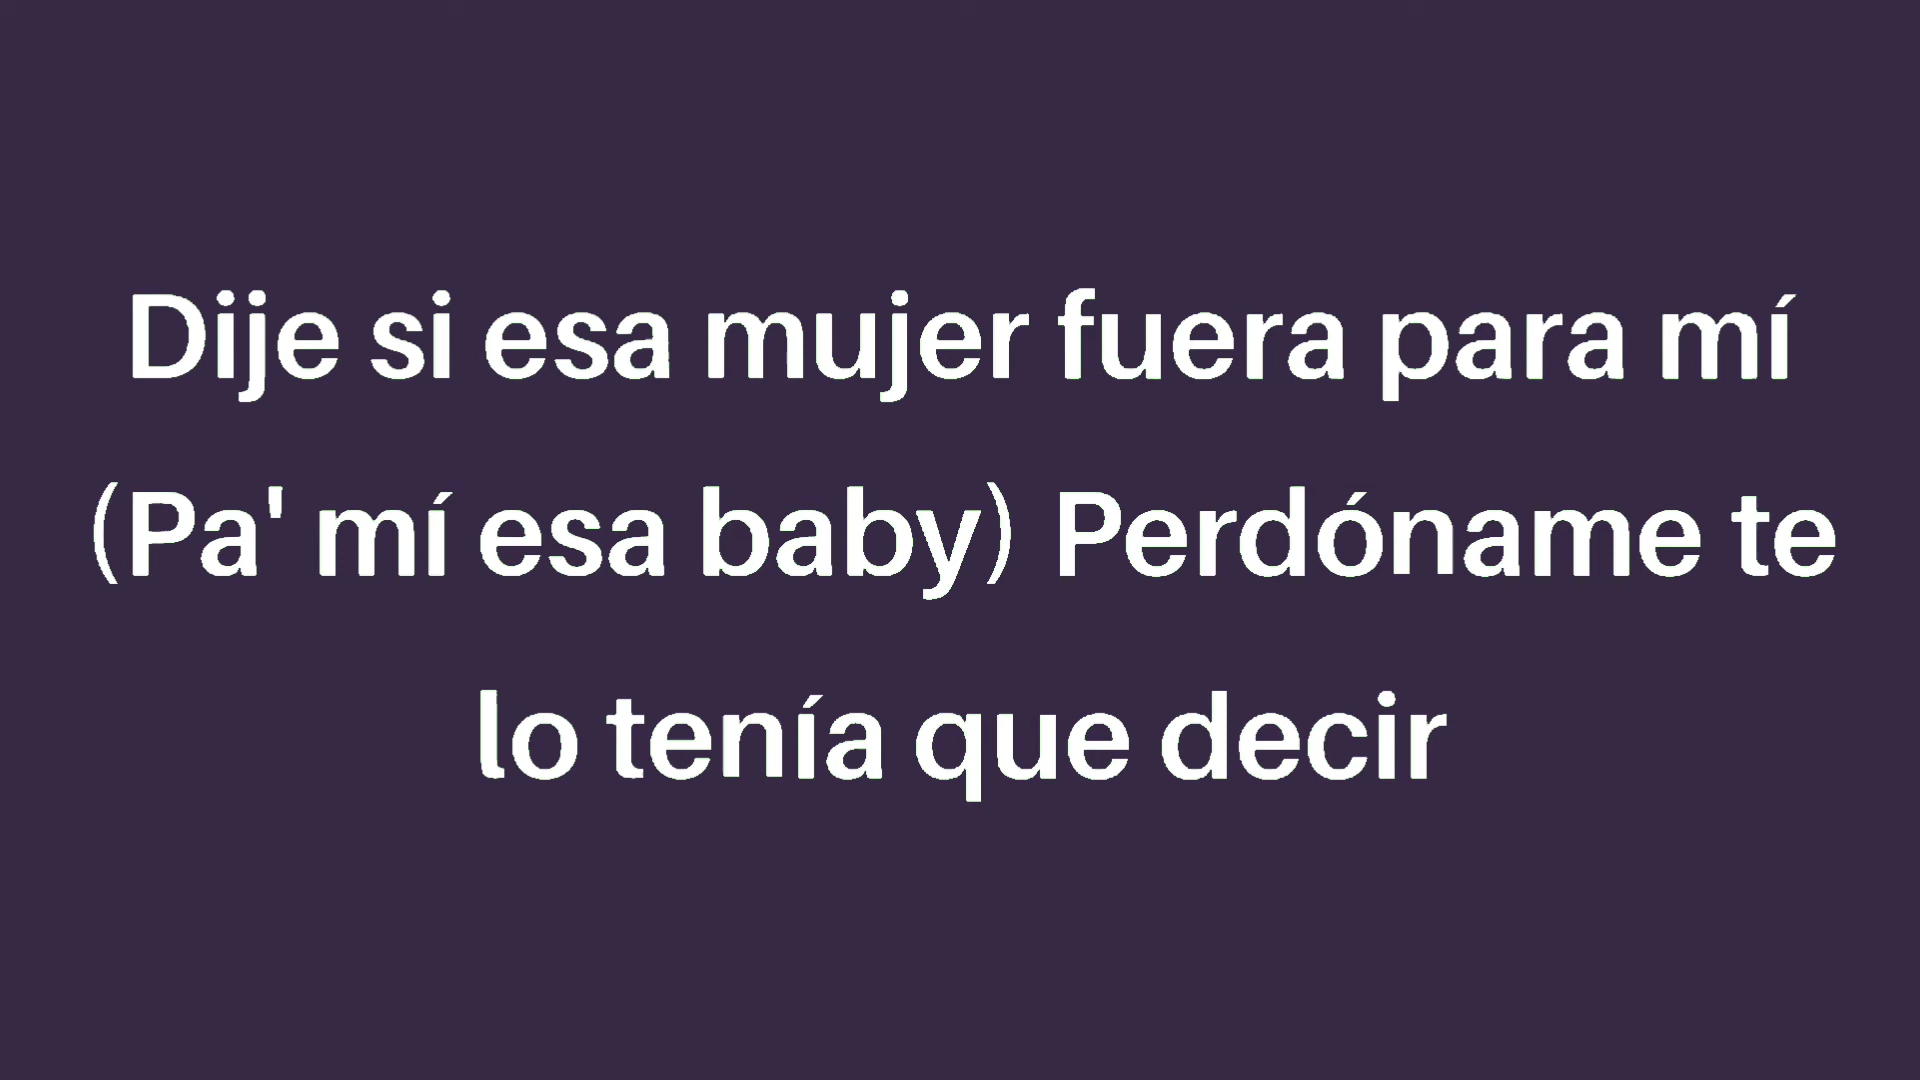 Dije si esa mujer fuera para mí
(Pa' mí esa baby) Perdóname te
lo tenía que decir